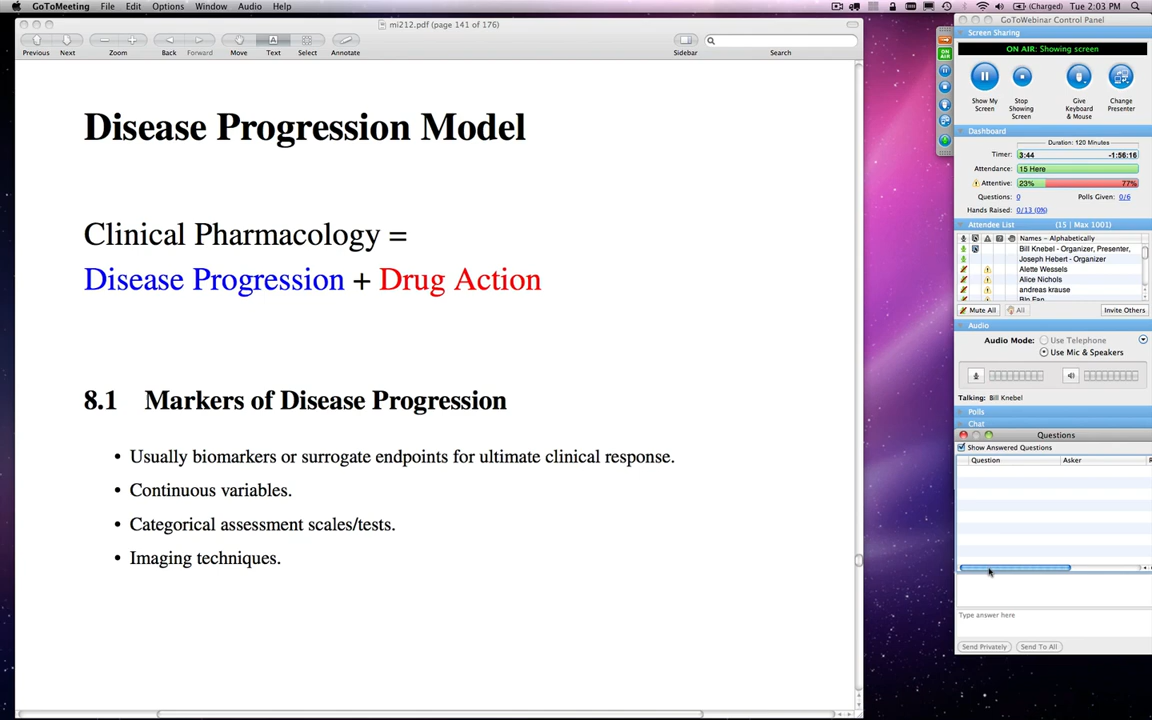 GoToMeeting File Edit Options Window Audio Help
(Charged) Tue 2:03 PM
mi212.pdf (page 141 of 176)
Previous Next Zoom Back Forward Move Text Select Annotate Sidebar Search
Disease Progression Model
Clinical Pharmacology =
Disease Progression + Drug Action
8.1 Markers of Disease Progression
• Usually biomarkers or surrogate endpoints for ultimate clinical response.
• Continuous variables.
• Categorical assessment scales/tests.
• Imaging techniques.
GoToWebinar Control Panel
Screen Sharing
ON AIR: Showing screen
ON AIR
Show My Screen
Stop Showing Screen
Give Keyboard & Mouse
Change Presenter
Dashboard
Duration: 120 Minutes
Timer: 3:44 -1:56:16
Attendance: 15 Here
Attentive: 23% 77%
Questions: 0 Polls Given: 0/6
Hands Raised: 0/13 (0%)
Attendee List (15 | Max 1001)
Names – Alphabetically
Bill Knebel - Organizer, Presenter,
Joseph Hebert - Organizer
Alette Wessels
Alice Nichols
andreas krause
Bin Fan
Mute All All Invite Others
Audio
Audio Mode: Use Telephone
Use Mic & Speakers
Talking: Bill Knebel
Polls
Chat
Questions
Show Answered Questions
Question Asker R
Type answer here
Send Privately Send To All